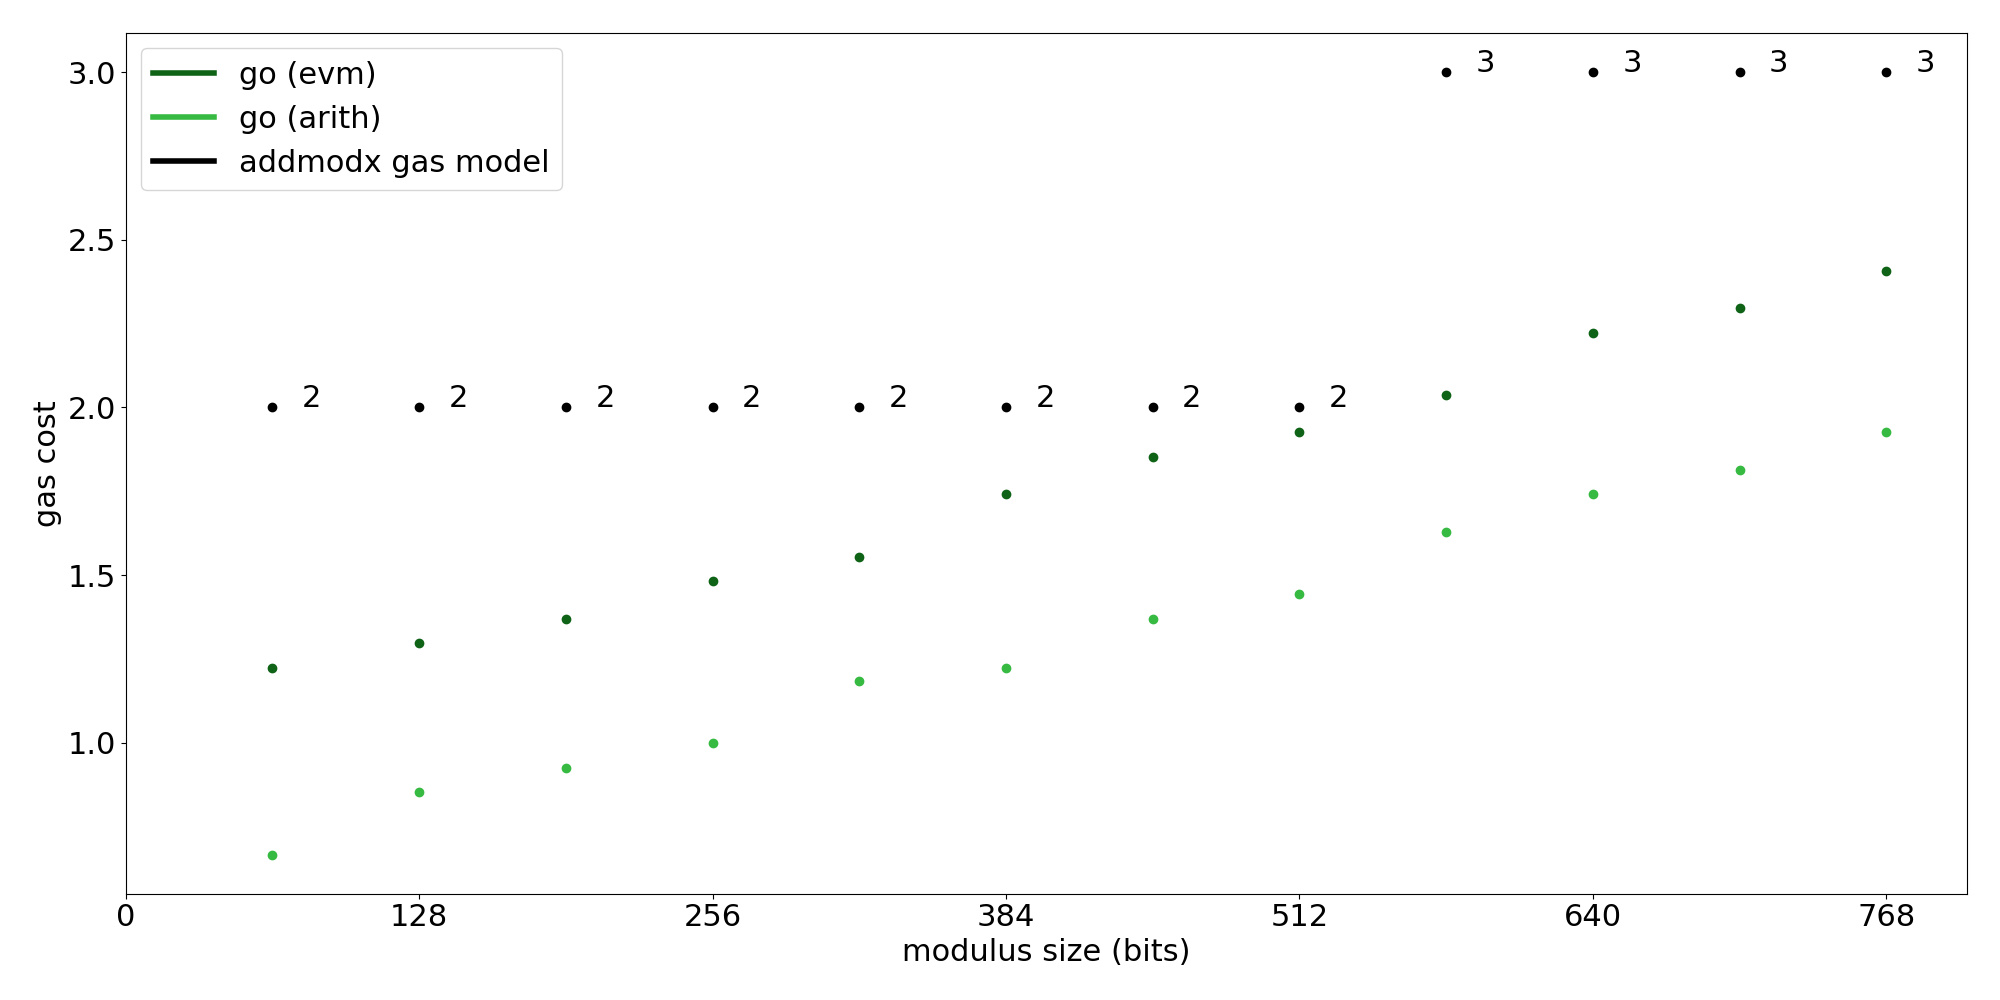 go (evm)
go (arith)
addmodx gas model
3 3 3 3
2 2 2 2 2 2 2 2
3.0
2.5
2.0
1.5
1.0
gas cost
0 128 256 384 512 640 768
modulus size (bits)